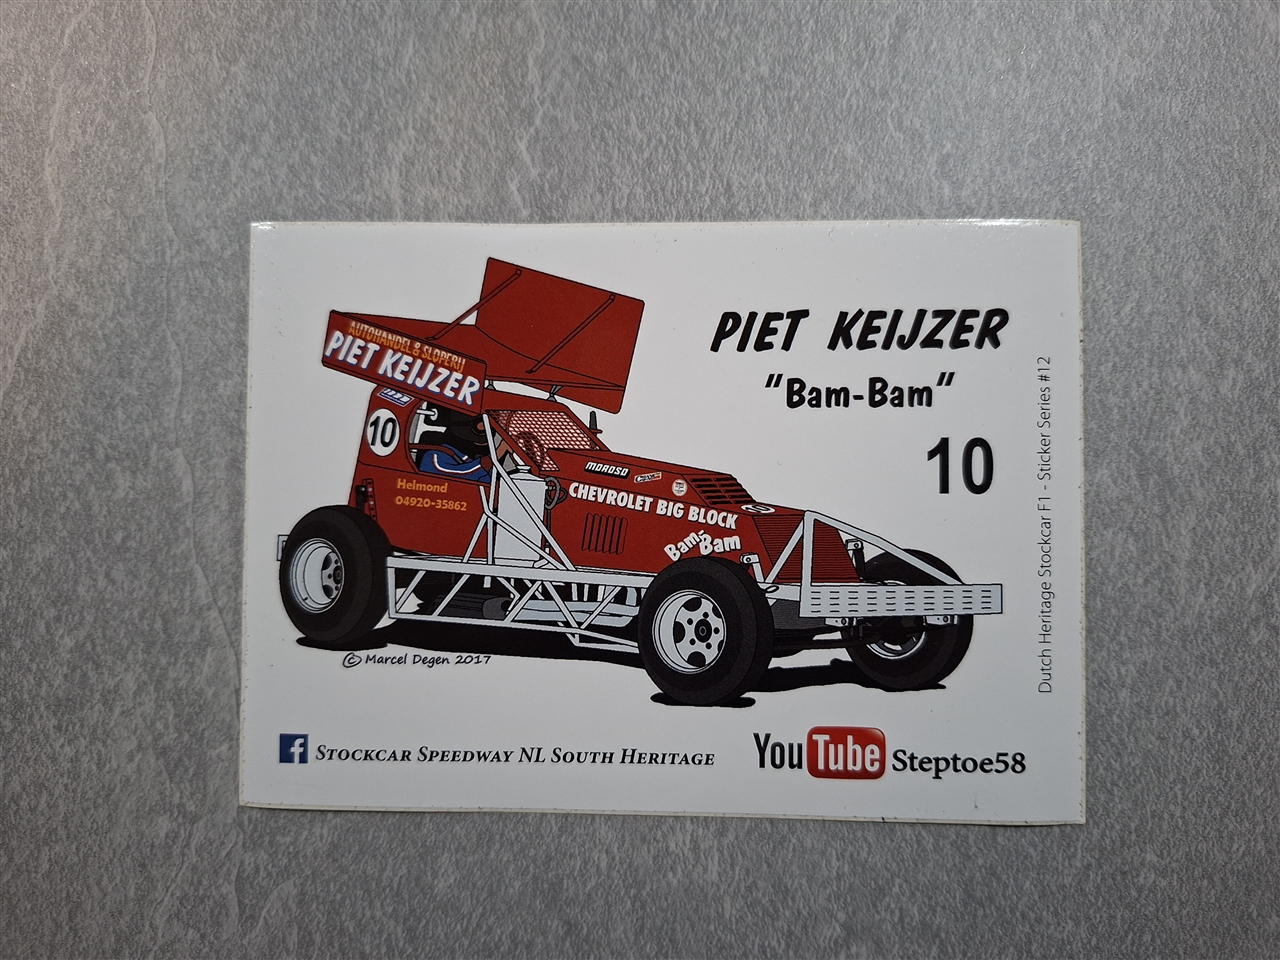 PIET KEIJZER
"Bam-Bam"
10
AUTOHANDEL & SLOPERIJ
PIET KEIJZER
10
Helmond
04920-35862
MOROSO
CHEVROLET BIG BLOCK
Bam-Bam
10
© Marcel Degen 2017
Dutch Heritage Stockcar F1 - Sticker Series #12
f STOCKCAR SPEEDWAY NL SOUTH HERITAGE
YouTube Steptoe58